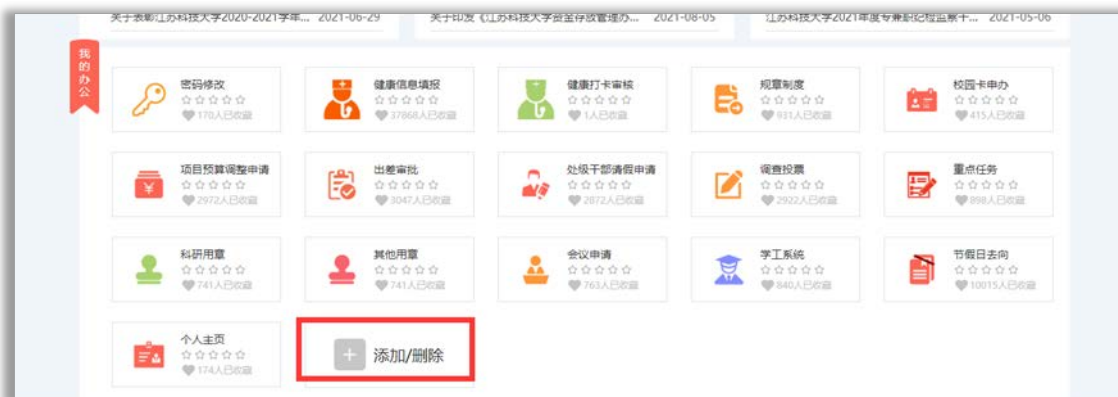 关于表彰江苏科技大学2020-2021学年... 2021-06-29
关于印发《江苏科技大学资金存放管理办... 2021-08-05
江苏科技大学2021年度专兼职纪检监察干... 2021-05-06
我的办公
密码修改
170人已收藏
健康信息填报
37868人已收藏
健康打卡审核
1人已收藏
规章制度
931人已收藏
校园卡申办
415人已收藏
项目预算调整申请
2972人已收藏
出差审批
3047人已收藏
处级干部请假申请
2872人已收藏
调查投票
2922人已收藏
重点任务
898人已收藏
科研用章
741人已收藏
其他用章
741人已收藏
会议申请
763人已收藏
学工系统
840人已收藏
节假日去向
10015人已收藏
个人主页
174人已收藏
添加/删除